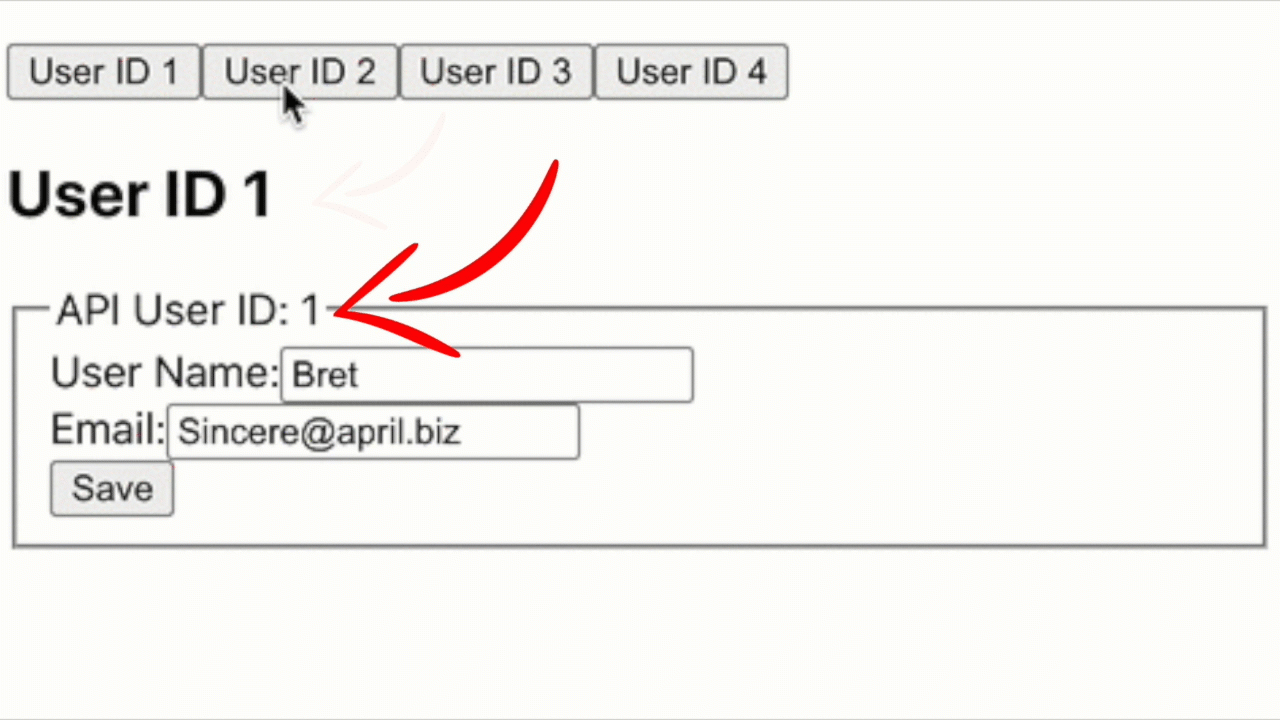 User ID 1 User ID 2 User ID 3 User ID 4
User ID 1
API User ID: 1
User Name: Bret
Email: Sincere@april.biz
Save